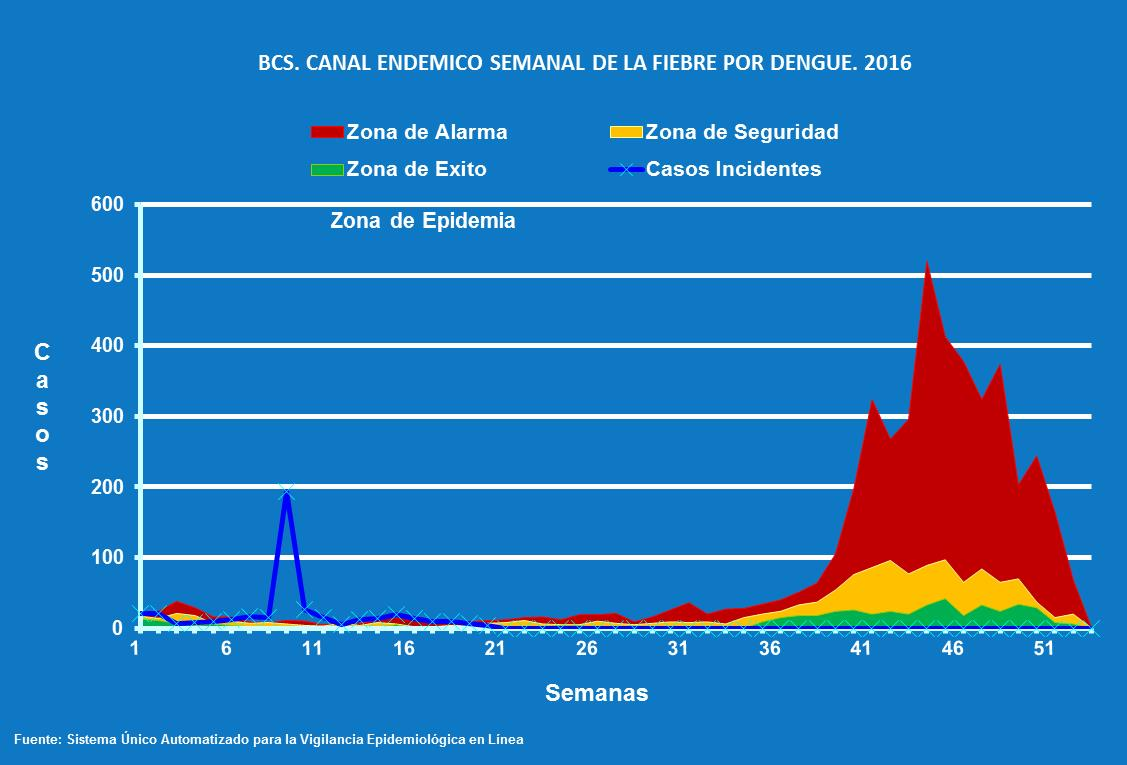 BCS. CANAL ENDEMICO SEMANAL DE LA FIEBRE POR DENGUE. 2016
Zona de Alarma
Zona de Seguridad
Zona de Exito
Casos Incidentes
Zona de Epidemia
600
500
400
300
200
100
0
Casos
1 6 11 16 21 26 31 36 41 46 51
Semanas
Fuente: Sistema Único Automatizado para la Vigilancia Epidemiológica en Línea